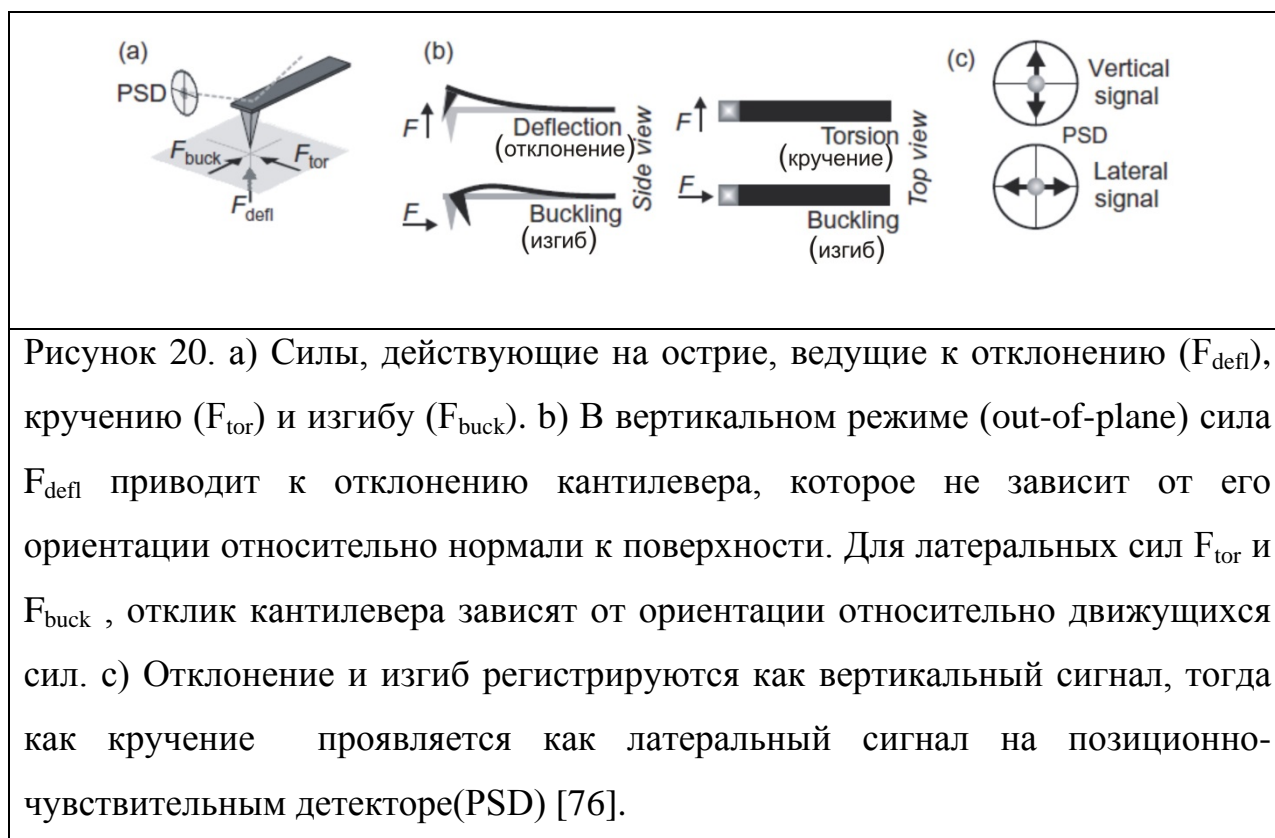 (a)
PSD
F_buck
F_tor
F_defl
(b)
F
Deflection
(отклонение)
F
Buckling
(изгиб)
Side view
F
Torsion
(кручение)
F
Buckling
(изгиб)
Top view
(c)
Vertical
signal
PSD
Lateral
signal
Рисунок 20. a) Силы, действующие на острие, ведущие к отклонению (F_defl),
кручению (F_tor) и изгибу (F_buck). b) В вертикальном режиме (out-of-plane) сила
F_defl приводит к отклонению кантилевера, которое не зависит от его
ориентации относительно нормали к поверхности. Для латеральных сил F_tor и
F_buck , отклик кантилевера зависят от ориентации относительно движущихся
сил. c) Отклонение и изгиб регистрируются как вертикальный сигнал, тогда
как кручение проявляется как латеральный сигнал на позиционно-
чувствительным детекторе(PSD) [76].